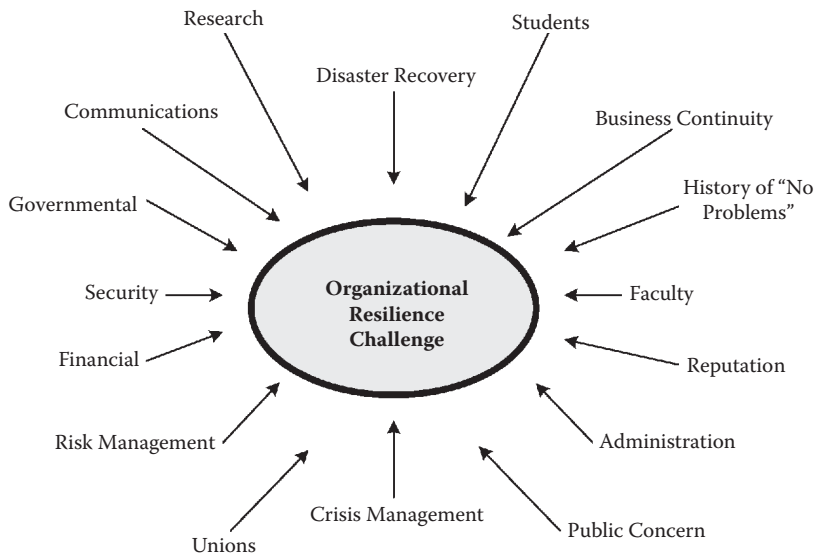 Research
Students
Disaster Recovery
Communications
Business Continuity
History of “No
Problems”
Governmental
Security
Organizational
Resilience
Challenge
Faculty
Financial
Reputation
Risk Management
Administration
Crisis Management
Public Concern
Unions